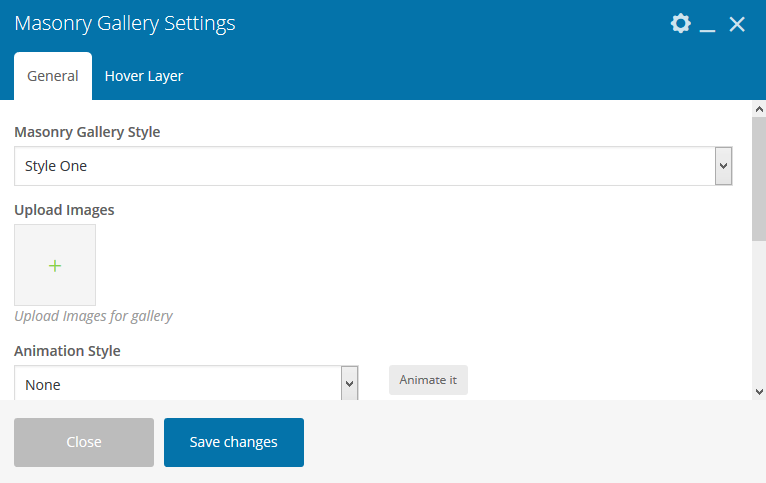 Masonry Gallery Settings
General
Hover Layer
Masonry Gallery Style
Style One
Upload Images
+
Upload Images for gallery
Animation Style
None
Animate it
Close
Save changes